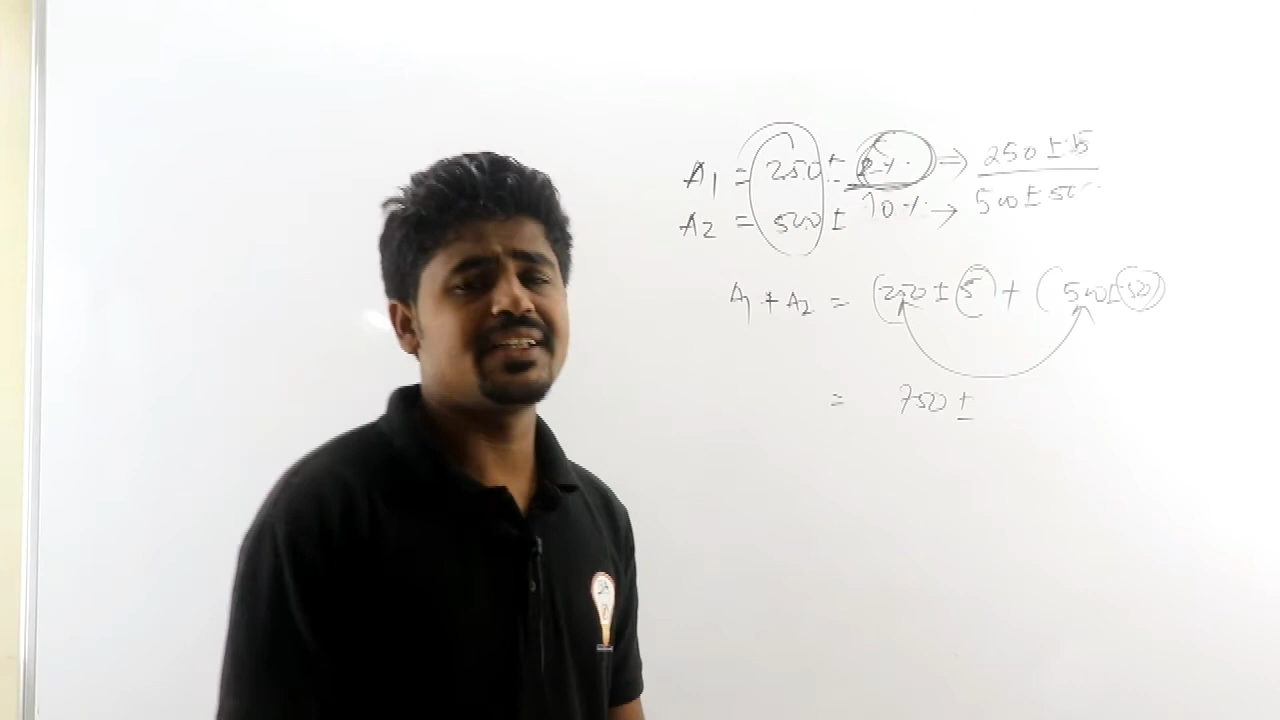 A1 = 250 ± 2% ⇒ 250 ± 5
A2 = 500 ± 10% → 500 ± 50
A1 + A2 = (250 ± 5) + (500 ± 50)
= 750 ±